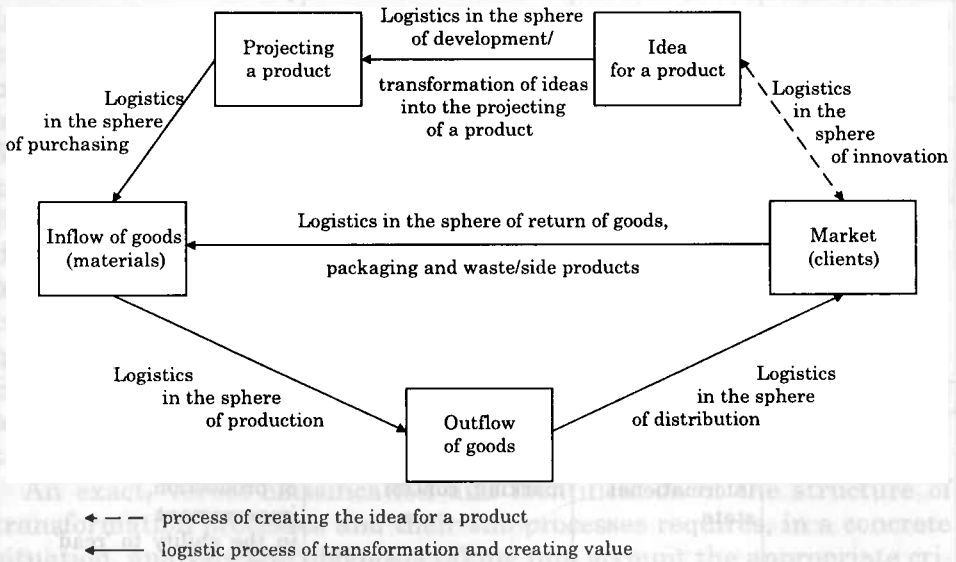 Logistics in the sphere
of development/
Projecting
a product
Idea
for a product
transformation of ideas
into the projecting
of a product
Logistics
in the sphere
of purchasing
Logistics
in the
sphere
of innovation
Inflow of goods
(materials)
Logistics in the sphere of return of goods,
packaging and waste/side products
Market
(clients)
Logistics
in the sphere
of production
Outflow
of goods
Logistics
in the sphere
of distribution
An exact
the structure of
process of creating the idea for a product
processes requires, in a concrete
logistic process of transformation and creating value
account the appropriate cri-